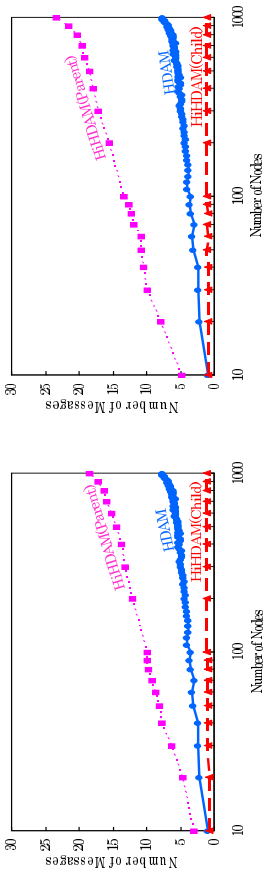 30
25
20
15
10
5
0
Number of Messages
10
100
1000
Number of Nodes
HiHDAM(Parent)
HDAM
HiHDAM(Child)
30
25
20
15
10
5
0
Number of Messages
10
100
1000
Number of Nodes
HiHDAM(Parent)
HDAM
HiHDAM(Child)